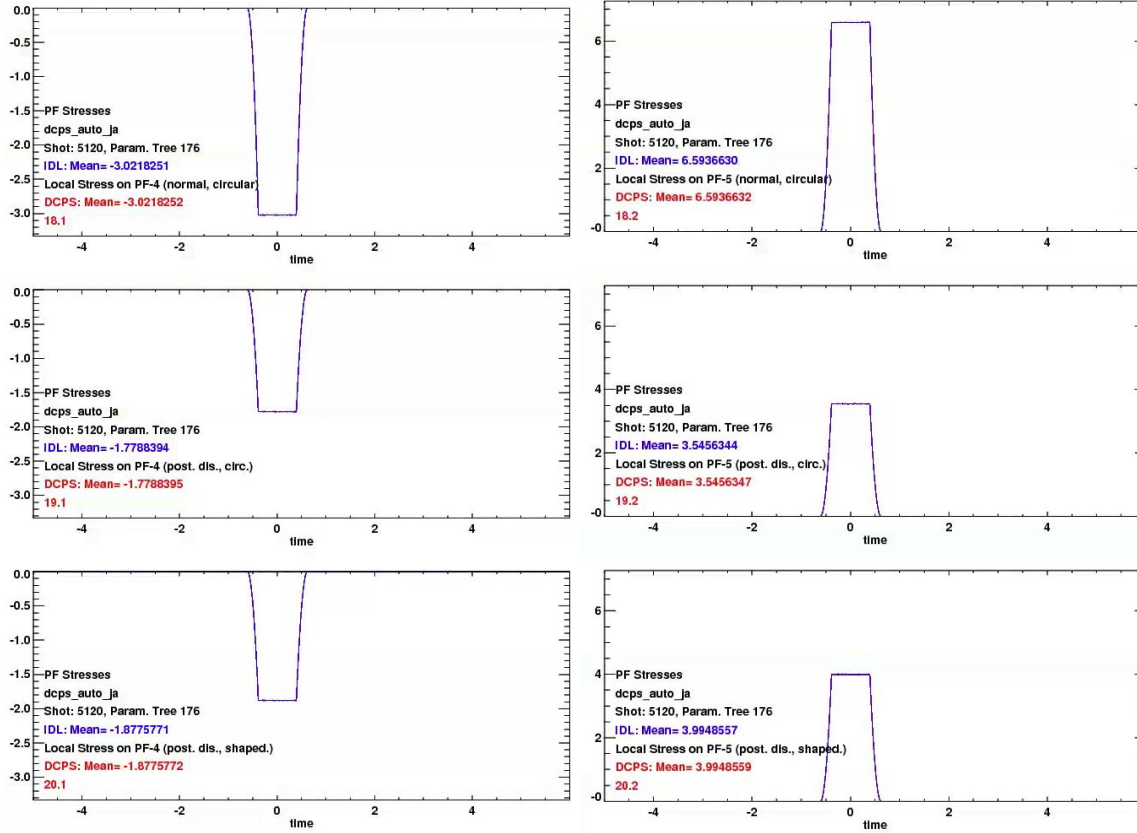 0.0
-0.5
-1.0
-1.5
-2.0
-2.5
-3.0
PF Stresses
dcps_auto_ja
Shot: 5120, Param. Tree 176
IDL: Mean= -3.0218251
Local Stress on PF-4 (normal, circular)
DCPS: Mean= -3.0218252
18.1
-4 -2 0 2 4
time
6
4
2
-0
PF Stresses
dcps_auto_ja
Shot: 5120, Param. Tree 176
IDL: Mean= 6.5936630
Local Stress on PF-5 (normal, circular)
DCPS: Mean= 6.5936632
18.2
-4 -2 0 2 4
time
0.0
-0.5
-1.0
-1.5
-2.0
-2.5
-3.0
PF Stresses
dcps_auto_ja
Shot: 5120, Param. Tree 176
IDL: Mean= -1.7788394
Local Stress on PF-4 (post. dis., circ.)
DCPS: Mean= -1.7788395
19.1
-4 -2 0 2 4
time
6
4
2
-0
PF Stresses
dcps_auto_ja
Shot: 5120, Param. Tree 176
IDL: Mean= 3.5456344
Local Stress on PF-5 (post. dis., circ.)
DCPS: Mean= 3.5456347
19.2
-4 -2 0 2 4
time
0.0
-0.5
-1.0
-1.5
-2.0
-2.5
-3.0
PF Stresses
dcps_auto_ja
Shot: 5120, Param. Tree 176
IDL: Mean= -1.8775771
Local Stress on PF-4 (post. dis., shaped.)
DCPS: Mean= -1.8775772
20.1
-4 -2 0 2 4
time
6
4
2
-0
PF Stresses
dcps_auto_ja
Shot: 5120, Param. Tree 176
IDL: Mean= 3.9948557
Local Stress on PF-5 (post. dis., shaped.)
DCPS: Mean= 3.9948559
20.2
-4 -2 0 2 4
time